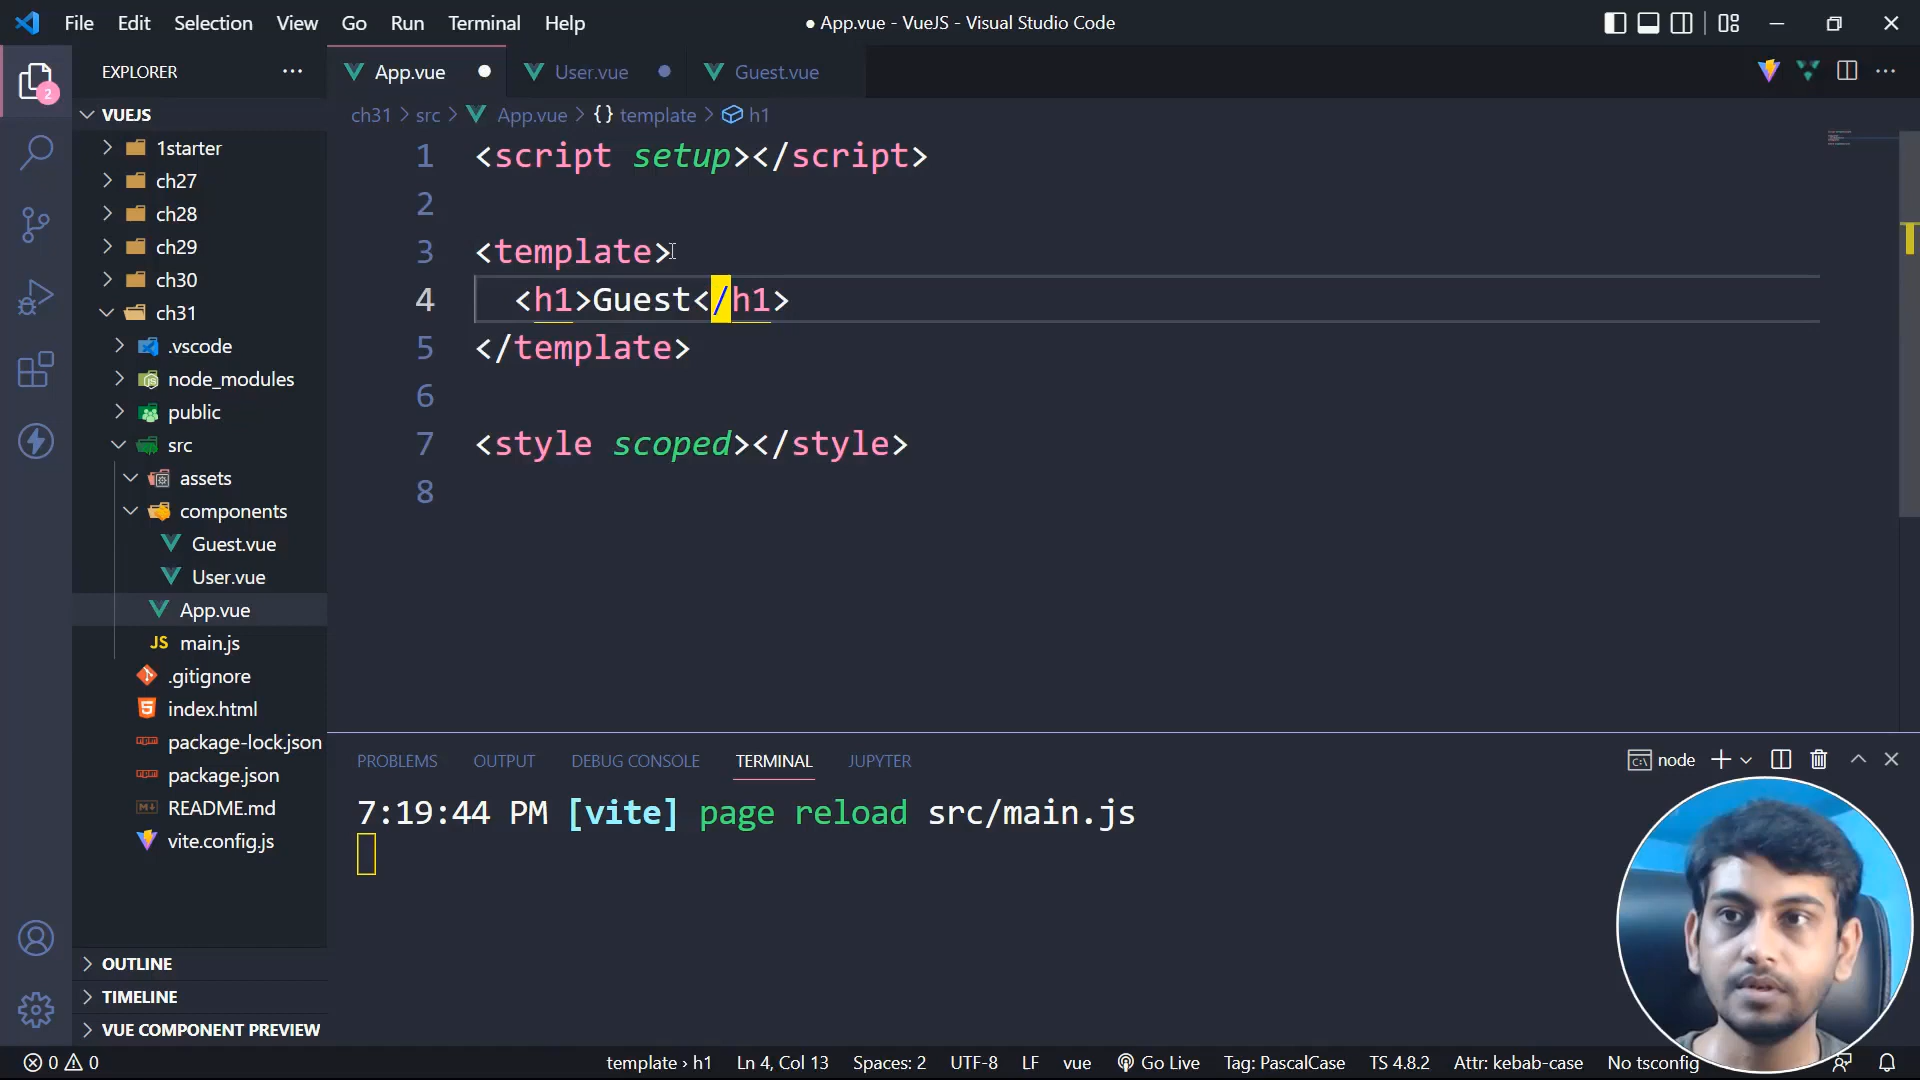 File Edit Selection View Go Run Terminal Help
● App.vue - VueJS - Visual Studio Code
EXPLORER
App.vue
User.vue
Guest.vue
2
VUEJS
1starter
ch27
ch28
ch29
ch30
ch31
.vscode
node_modules
public
src
assets
components
Guest.vue
User.vue
App.vue
JS main.js
.gitignore
index.html
package-lock.json
package.json
README.md
vite.config.js
OUTLINE
TIMELINE
VUE COMPONENT PREVIEW
ch31 > src > App.vue > {} template > h1
1 <script setup></script>
2
3 <template>
4 <h1>Guest</h1>
5 </template>
6
7 <style scoped></style>
8
PROBLEMS OUTPUT DEBUG CONSOLE TERMINAL JUPYTER
node
7:19:44 PM [vite] page reload src/main.js
0 0 template › h1 Ln 4, Col 13 Spaces: 2 UTF-8 LF vue Go Live Tag: PascalCase TS 4.8.2 Attr: kebab-case No tsconfig